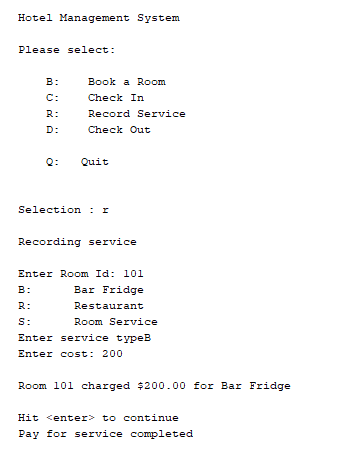 Hotel Management System
Please select:
B: Book a Room
C: Check In
R: Record Service
D: Check Out
Q: Quit
Selection : r
Recording service
Enter Room Id: 101
B: Bar Fridge
R: Restaurant
S: Room Service
Enter service typeB
Enter cost: 200
Room 101 charged $200.00 for Bar Fridge
Hit <enter> to continue
Pay for service completed